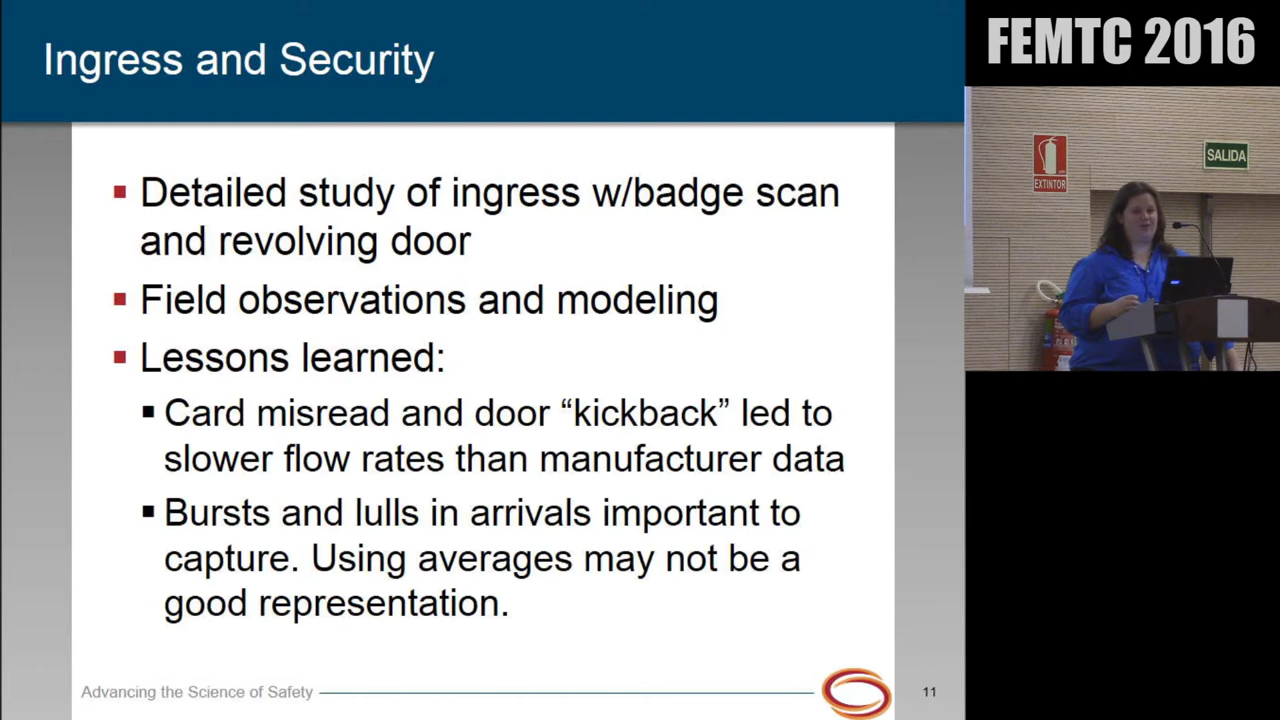 Ingress and Security
FEMTC 2016
▪ Detailed study of ingress w/badge scan
and revolving door
▪ Field observations and modeling
▪ Lessons learned:
▪ Card misread and door “kickback” led to
slower flow rates than manufacturer data
▪ Bursts and lulls in arrivals important to
capture. Using averages may not be a
good representation.
Advancing the Science of Safety
11
EXTINTOR
SALIDA